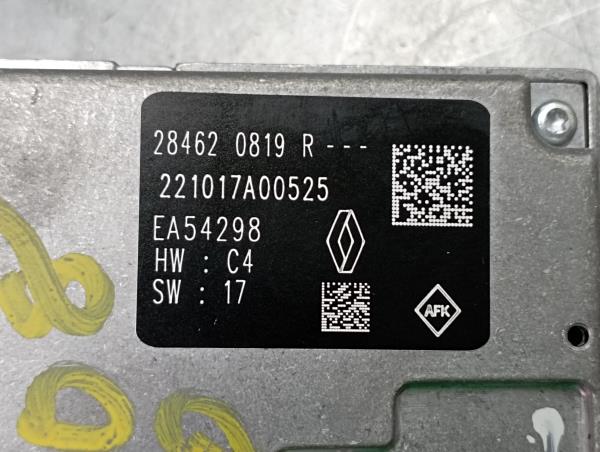 28462 0819 R ---
221017A00525
EA54298
HW : C4
SW : 17
AFK